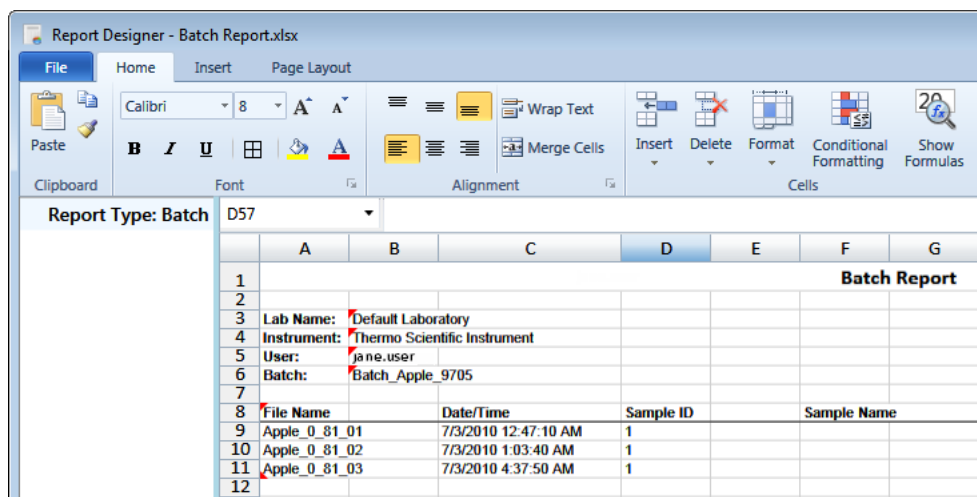 Report Designer - Batch Report.xlsx
File Home Insert Page Layout
Calibri 8 A A Wrap Text
Paste B I U A Merge Cells Insert Delete Format Conditional Formatting Show Formulas
Clipboard Font Alignment Cells
Report Type: Batch D57
A B C D E F G
1 Batch Report
2
3 Lab Name: Default Laboratory
4 Instrument: Thermo Scientific Instrument
5 User: jane.user
6 Batch: Batch_Apple_9705
7
8 File Name Date/Time Sample ID Sample Name
9 Apple_0_81_01 7/3/2010 12:47:10 AM 1
10 Apple_0_81_02 7/3/2010 1:03:40 AM 1
11 Apple_0_81_03 7/3/2010 4:37:50 AM 1
12